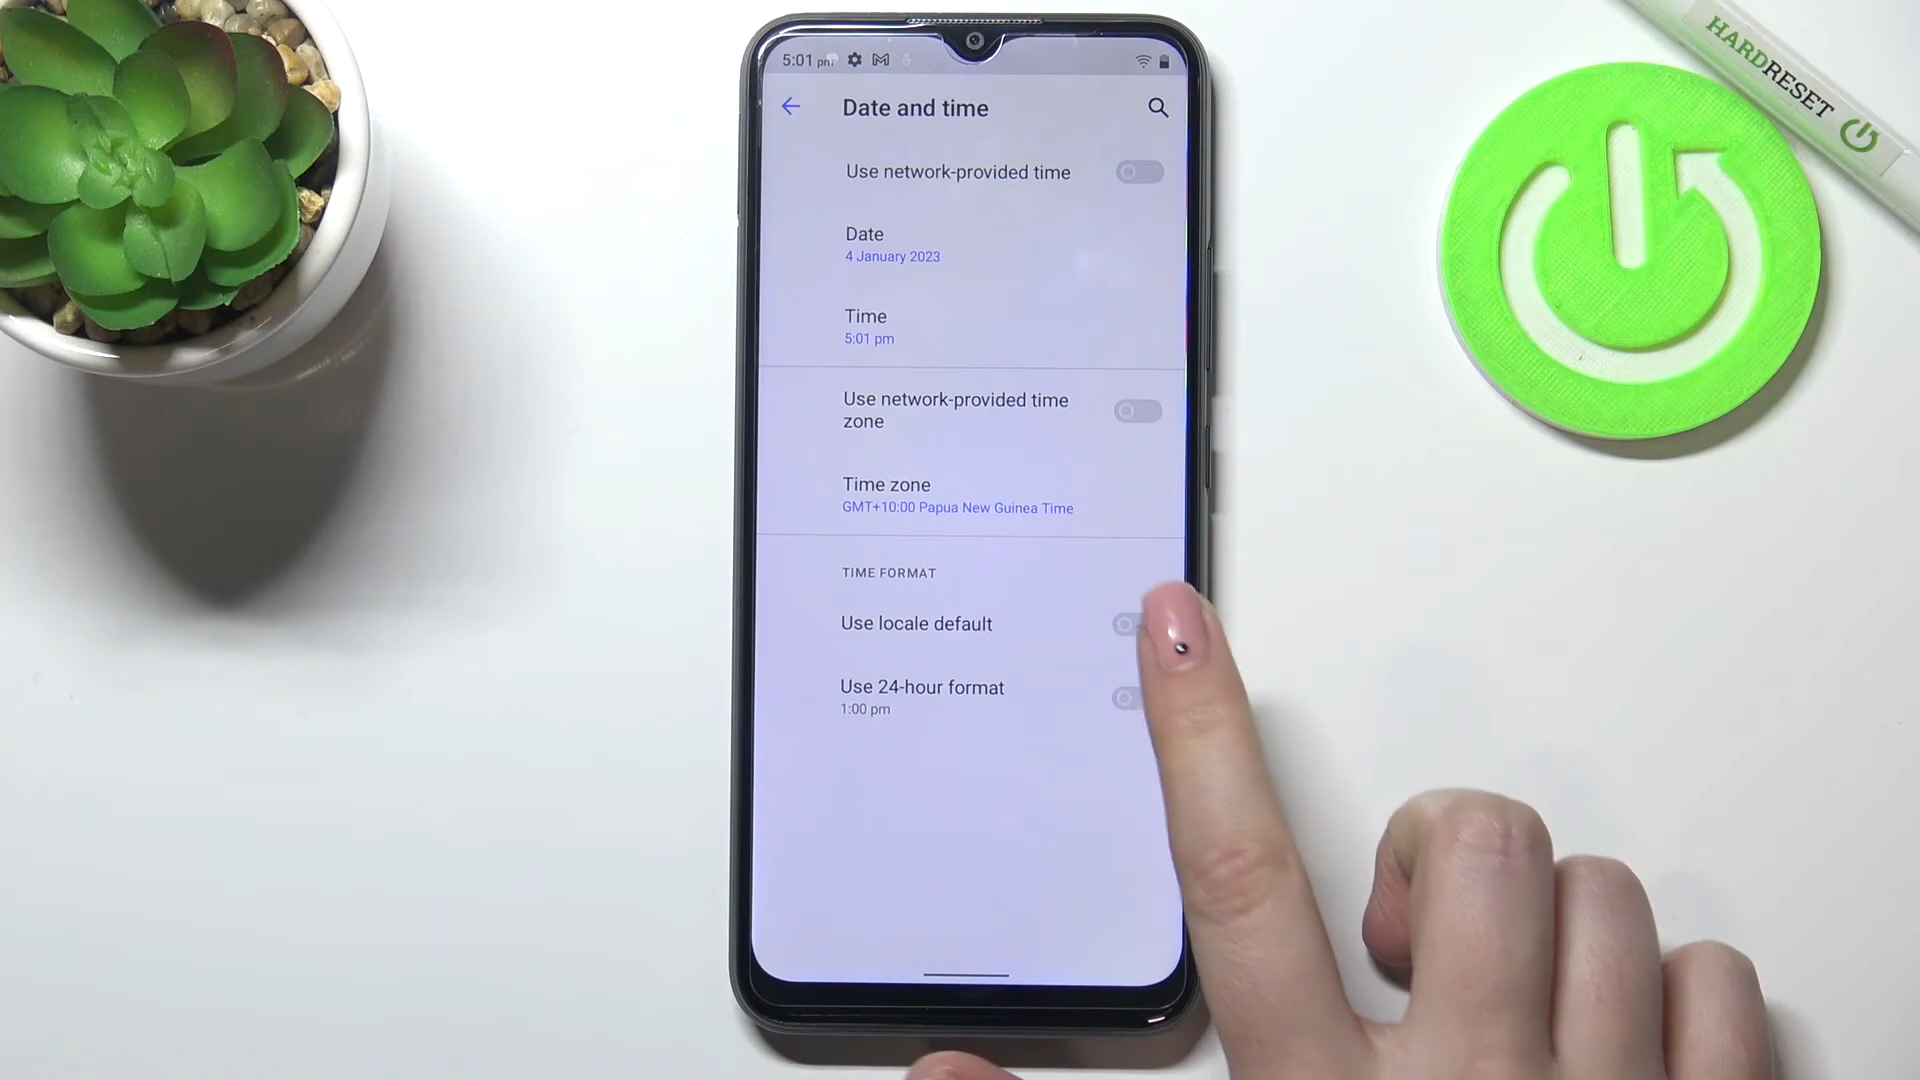 5:01 pm
Date and time
Use network-provided time
Date
4 January 2023
Time
5:01 pm
Use network-provided time
zone
Time zone
GMT+10:00 Papua New Guinea Time
TIME FORMAT
Use locale default
Use 24-hour format
1:00 pm
HARDRESET